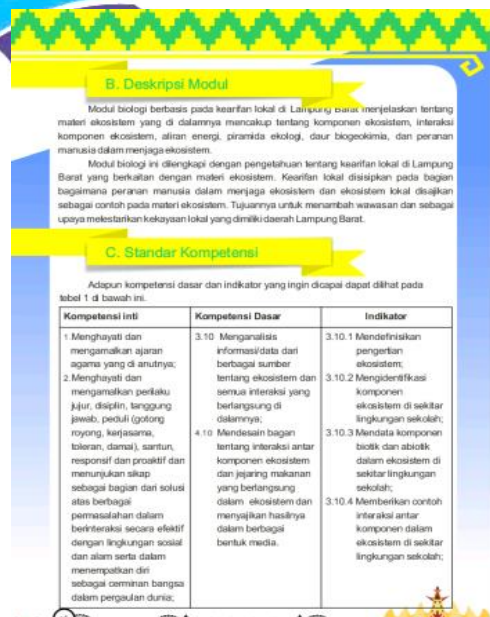 B. Deskripsi Modul
Modul biologi berbasis pada kearifan lokal di Lampung Barat menjelaskan tentang
materi ekosistem yang di dalamnya mencakup tentang komponen ekosistem, interaksi
komponen ekosistem, aliran energi, piramida ekologi, daur biogeokimia, dan peranan
manusia dalam menjaga ekosistem.
Modul biologi ini dilengkapi dengan pengetahuan tentang kearifan lokal di Lampung
Barat yang berkaitan dengan materi ekosistem. Kearifan lokal disisipkan pada bagian
bagaimana peranan manusia dalam menjaga ekosistem dan ekosistem lokal disajikan
sebagai contoh pada materi ekosistem. Tujuannya untuk menambah wawasan dan sebagai
upaya melestarikan kekayaan lokal yang dimiliki daerah Lampung Barat.
C. Standar Kompetensi
Adapun kompetensi dasar dan indikator yang ingin dicapai dapat dilihat pada
tebel 1 di bawah ini.
Kompetensi inti
1. Menghayati dan
mengamalkan ajaran
agama yang di anutnya;
2. Menghayati dan
mengamalkan perilaku
jujur, disiplin, tanggung
jawab, peduli (gotong
royong, kerjasama,
toleran, damai), santun,
responsif dan proaktif dan
menunjukan sikap
sebagai bagian dari solusi
atas berbagai
permasalahan dalam
berinteraksi secara efektif
dengan lingkungan sosial
dan alam serta dalam
menempatkan diri
sebagai cerminan bangsa
dalam pergaulan dunia;
Kompetensi Dasar
3.10 Menganalisis
informasi/data dari
berbagai sumber
tentang ekosistem dan
semua interaksi yang
berlangsung di
dalamnya;
4.10 Mendesain bagan
tentang interaksi antar
komponen ekosistem
dan jejaring makanan
yang berlangsung
dalam ekosistem dan
menyajikan hasilnya
dalam berbagai
bentuk media.
Indikator
3.10.1 Mendefinisikan
pengertian
ekosistem;
3.10.2 Mengidentifikasi
komponen
ekosistem di sekitar
lingkungan sekolah;
3.10.3 Mendata komponen
biotik dan abiotik
dalam ekosistem di
sekitar lingkungan
sekolah;
3.10.4 Memberikan contoh
interaksi antar
komponen dalam
ekosistem di sekitar
lingkungan sekolah;